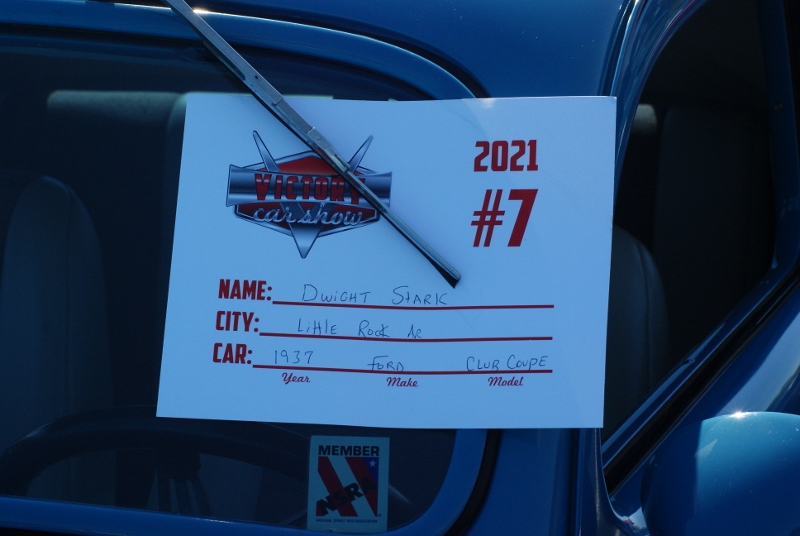 VICTORY
car show
2021
#7
NAME: Dwight Stark
CITY: Little Rock Ar
CAR: 1937 Ford Club Coupe
Year Make Model
MEMBER
NSRA